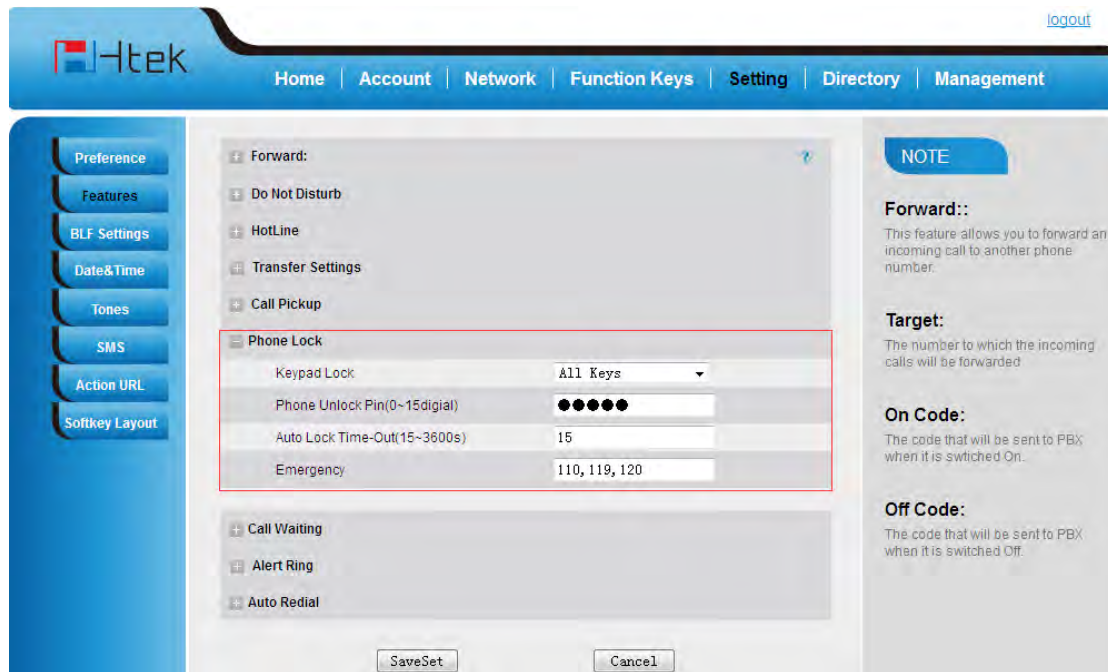 logout
Htek
Home | Account | Network | Function Keys | Setting | Directory | Management
Preference
Features
BLF Settings
Date&Time
Tones
SMS
Action URL
Softkey Layout
Forward:
?
Do Not Disturb
HotLine
Transfer Settings
Call Pickup
Phone Lock
Keypad Lock All Keys
Phone Unlock Pin(0~15digial) ●●●●●
Auto Lock Time-Out(15~3600s) 15
Emergency 110,119,120
Call Waiting
Alert Ring
Auto Redial
SaveSet Cancel
NOTE
Forward::
This feature allows you to forward an
incoming call to another phone
number.
Target:
The number to which the incoming
calls will be forwarded
On Code:
The code that will be sent to PBX
when it is swtiched On.
Off Code:
The code that will be sent to PBX
when it is switched Off.